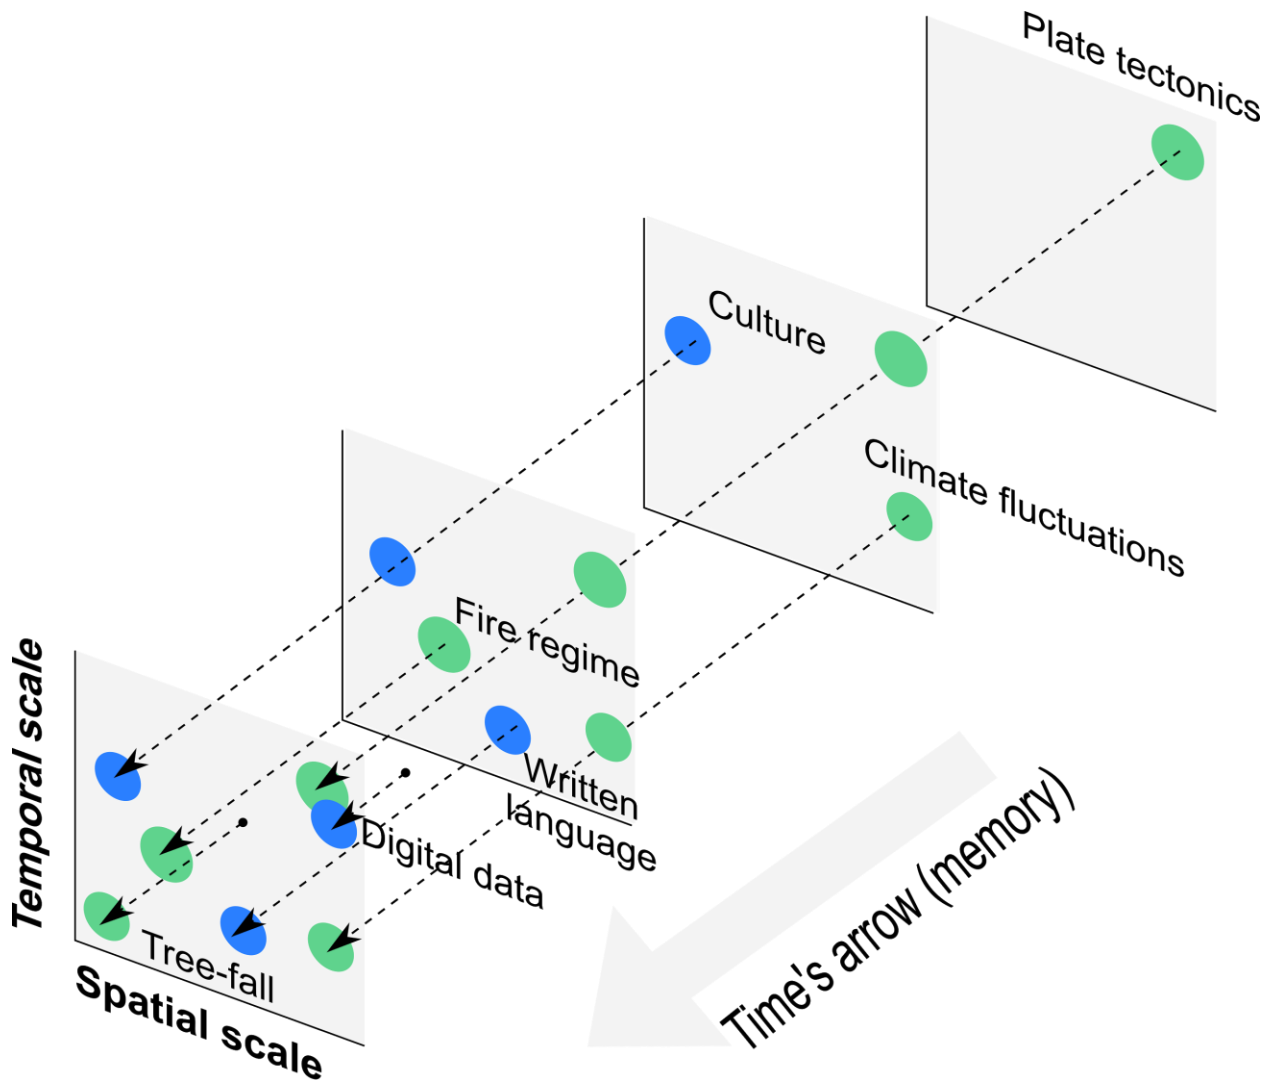 Plate tectonics
Culture
Climate fluctuations
Fire regime
Written
language
Digital data
Tree-fall
Temporal scale
Spatial scale
Time's arrow (memory)